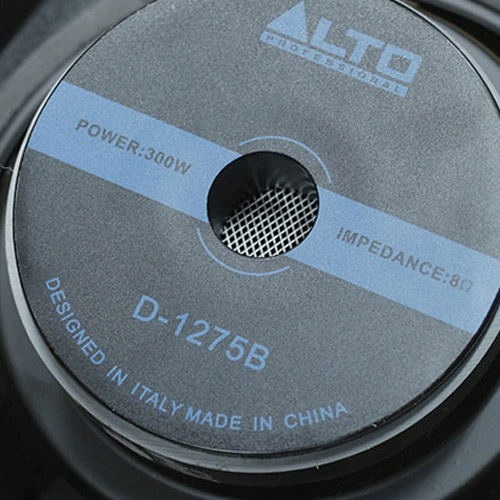 ALTO
PROFESSIONAL
POWER:300W
IMPEDANCE:8Ω
D-1275B
DESIGNED IN ITALY MADE IN CHINA